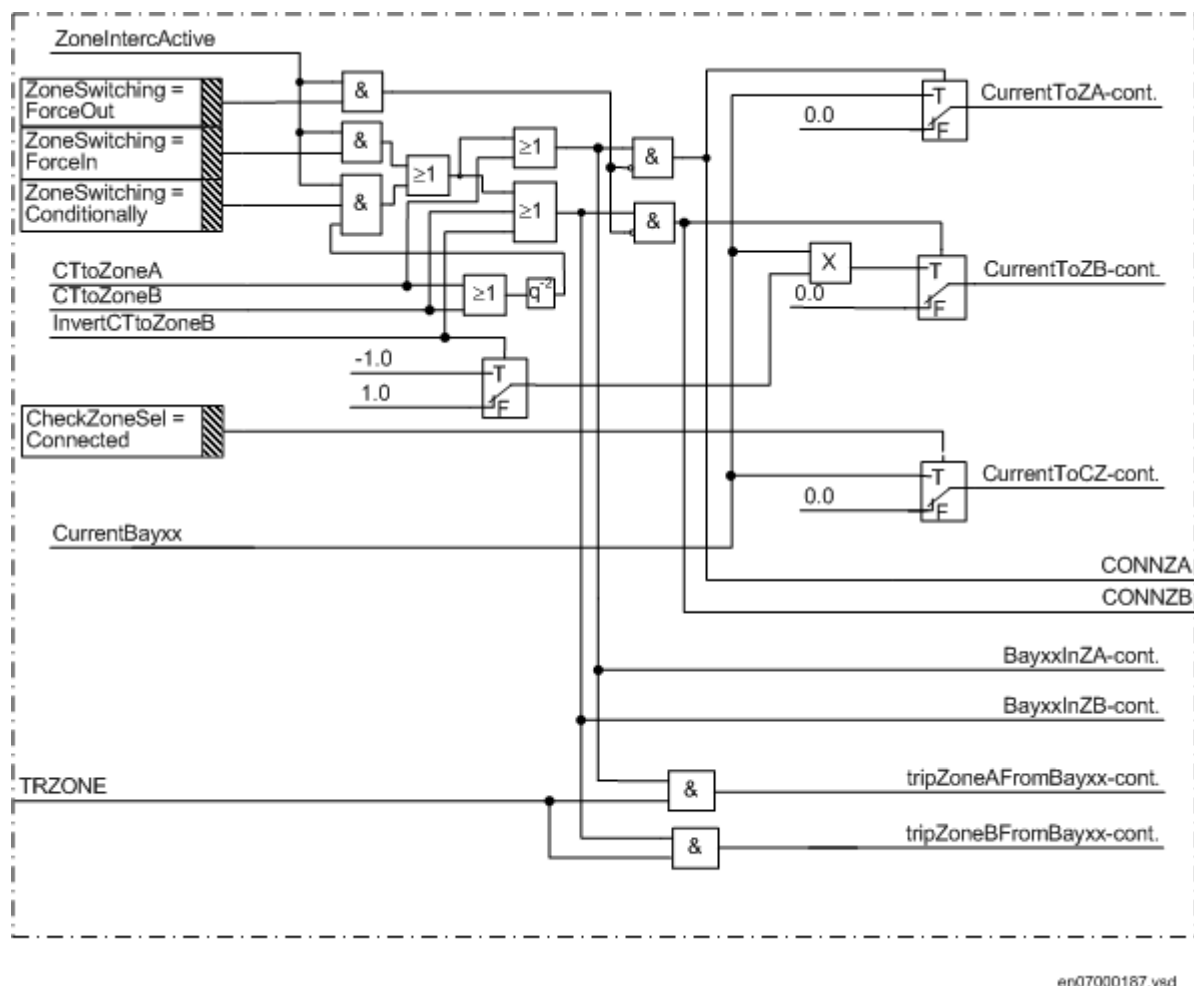 ZoneIntercActive
ZoneSwitching =
ForceOut
ZoneSwitching =
ForceIn
ZoneSwitching =
Conditionally
&
&
&
≥1
≥1
≥1
&
&
CTtoZoneA
CTtoZoneB
InvertCTtoZoneB
≥1
q⁻²
-1.0
1.0
T
F
0.0
T
F
CurrentToZA-cont.
X
0.0
T
F
CurrentToZB-cont.
CheckZoneSel =
Connected
0.0
T
F
CurrentToCZ-cont.
CurrentBayxx
CONNZA
CONNZB
BayxxInZA-cont.
BayxxInZB-cont.
TRZONE
&
tripZoneAFromBayxx-cont.
&
tripZoneBFromBayxx-cont.
en07000187.vsd